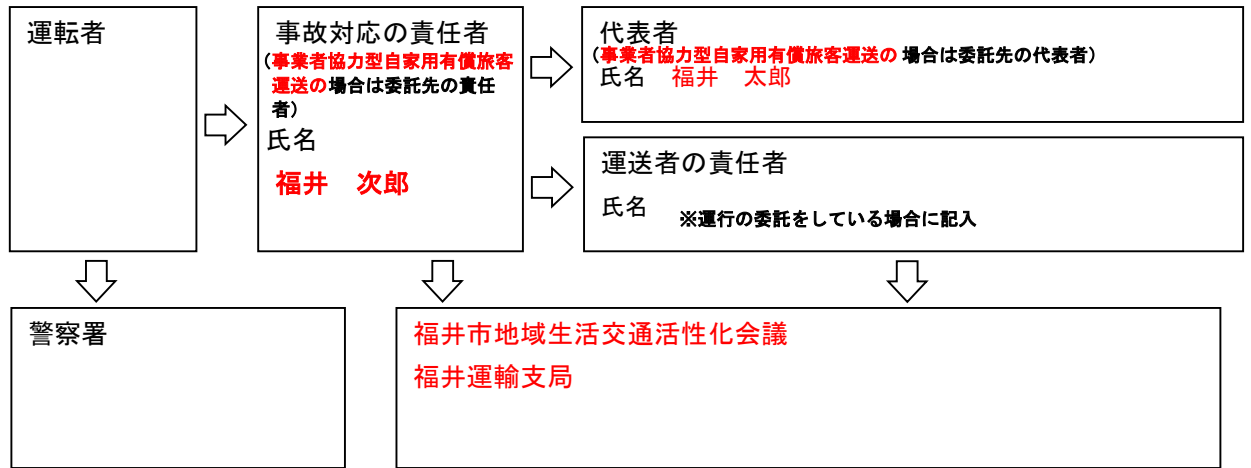 運転者
事故対応の責任者
（事業者協力型自家用有償旅客
運送の場合は委託先の責任
者）
氏名
福井　次郎
代表者
（事業者協力型自家用有償旅客運送の 場合は委託先の代表者）
氏名　福井　太郎
運送者の責任者
氏名　※運行の委託をしている場合に記入
警察署
福井市地域生活交通活性化会議
福井運輸支局